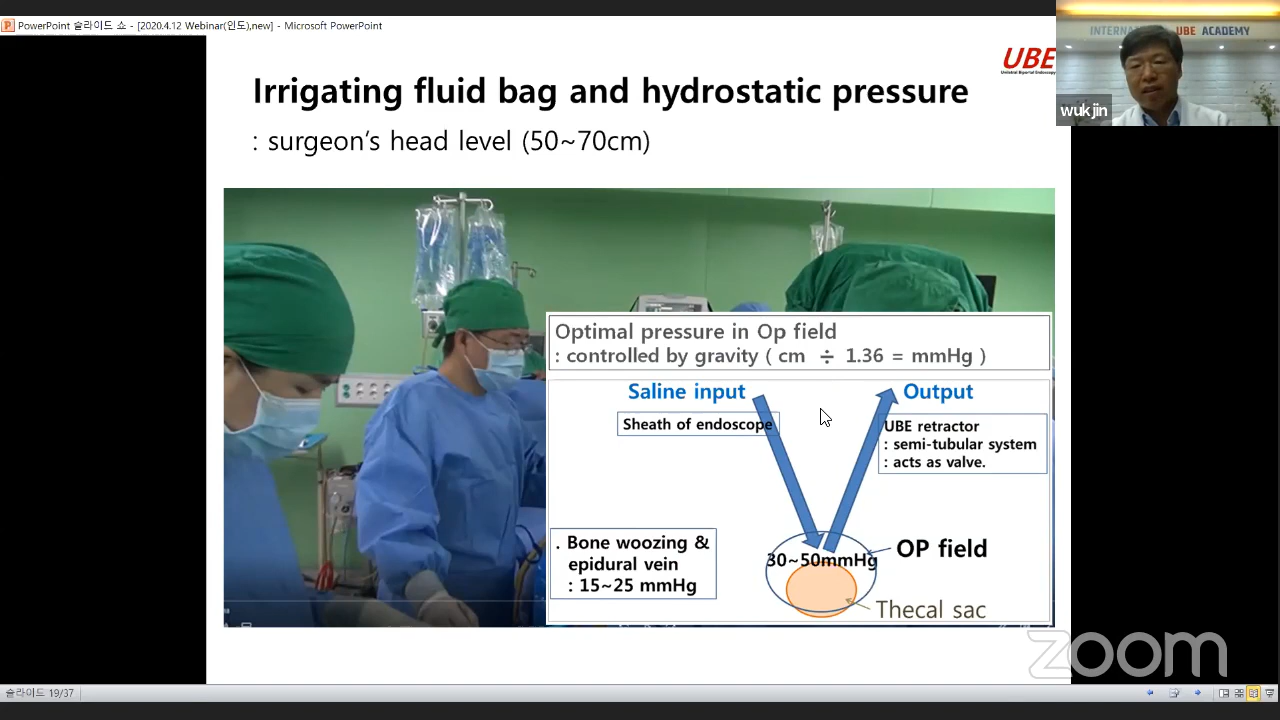 PowerPoint 슬라이드 쇼 - [2020.4.12 Webinar(인도),new] - Microsoft PowerPoint
INTERNATIONAL UBE ACADEMY
wukjin
UBE
Unilateral Biportal Endoscopy
Irrigating fluid bag and hydrostatic pressure
: surgeon's head level (50~70cm)
Optimal pressure in Op field
: controlled by gravity ( cm ÷ 1.36 = mmHg )
Saline input
Output
Sheath of endoscope
UBE retractor
: semi-tubular system
: acts as valve.
. Bone woozing &
epidural vein
: 15~25 mmHg
30~50mmHg
OP field
Thecal sac
zoom
슬라이드 19/37